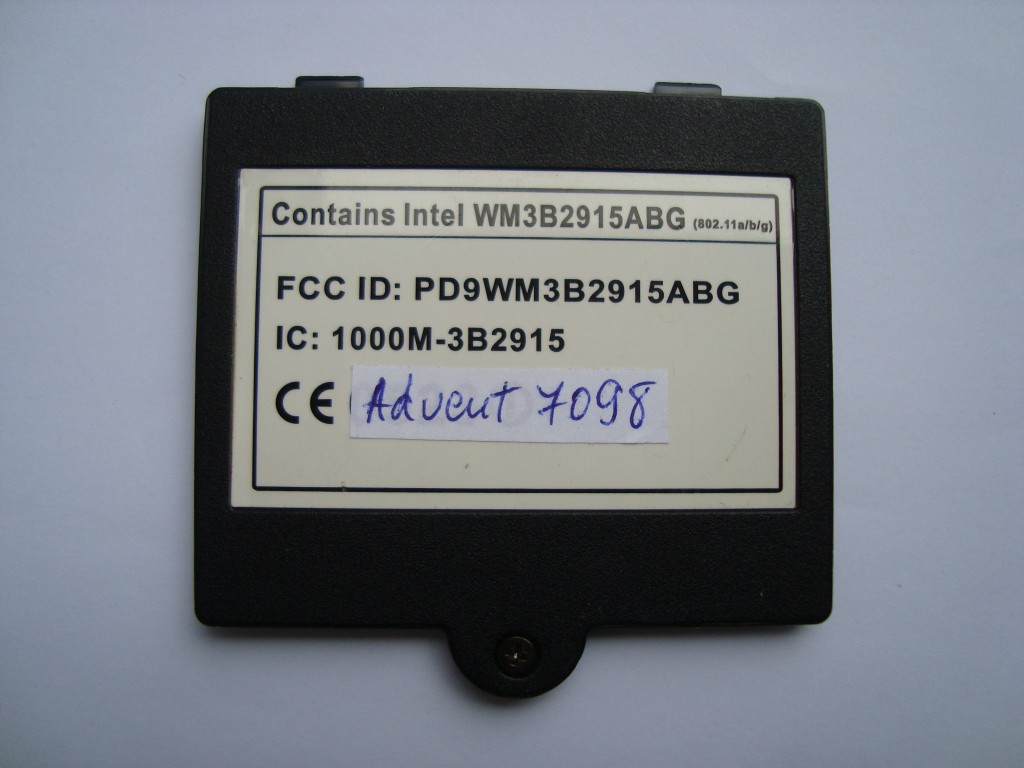 Contains Intel WM3B2915ABG (802.11a/b/g)
FCC ID: PD9WM3B2915ABG
IC: 1000M-3B2915
CE Advent 7098